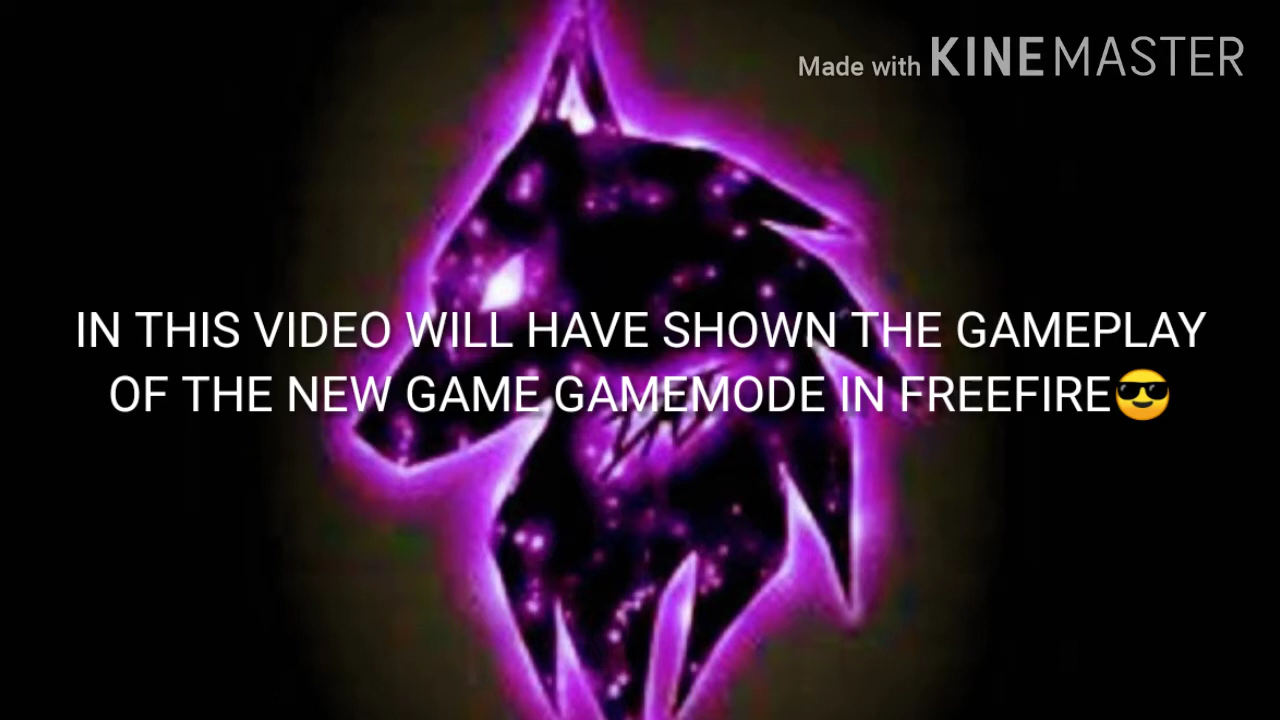 Made with KINEMASTER
IN THIS VIDEO WILL HAVE SHOWN THE GAMEPLAY
OF THE NEW GAME GAMEMODE IN FREEFIRE😎